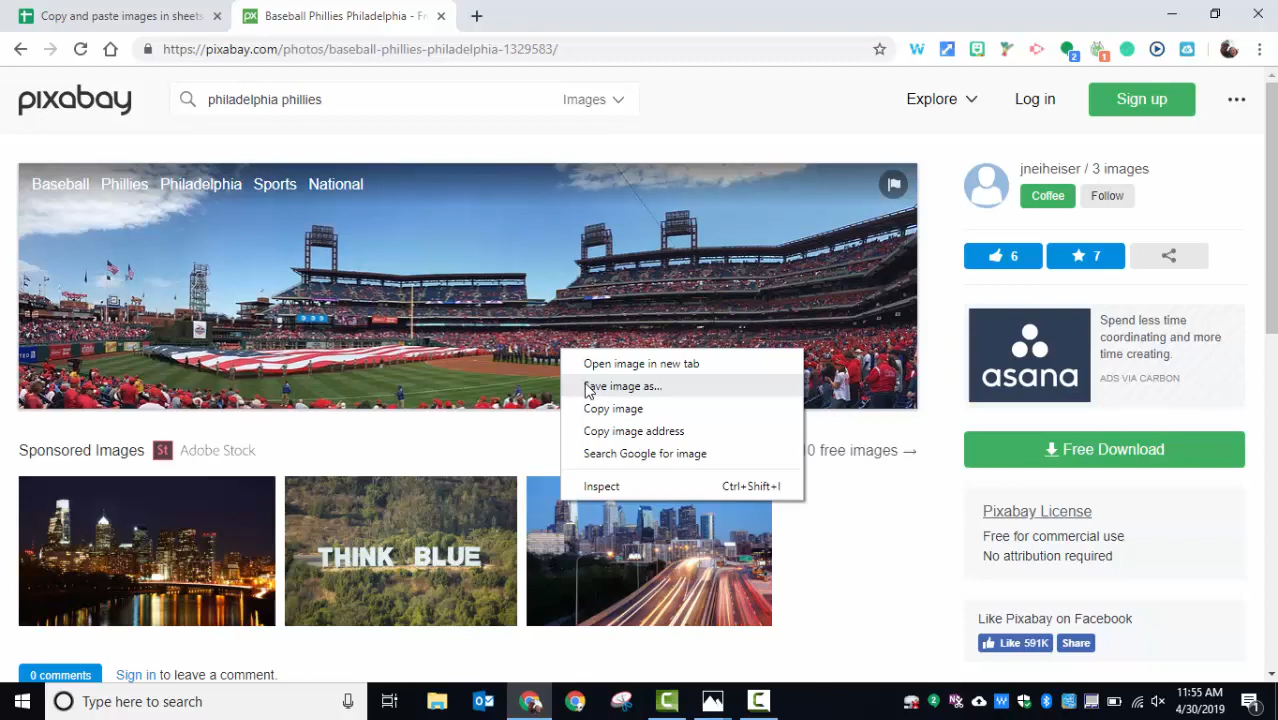 Copy and paste images in sheets
Baseball Phillies Philadelphia - Fr
https://pixabay.com/photos/baseball-phillies-philadelphia-1329583/
2
1
pixabay
philadelphia phillies
Images
Explore
Log in
Sign up
Baseball Phillies Philadelphia Sports National
jneiheiser / 3 images
Coffee
Follow
6
7
Open image in new tab
Save image as...
Copy image
Copy image address
Search Google for image
Inspect Ctrl+Shift+I
asana
Spend less time
coordinating and more
time creating.
ADS VIA CARBON
Sponsored Images
St Adobe Stock
0 free images →
Free Download
THINK BLUE
Pixabay License
Free for commercial use
No attribution required
Like Pixabay on Facebook
Like 591K
Share
0 comments
Sign in to leave a comment.
Type here to search
11:55 AM
4/30/2019
1